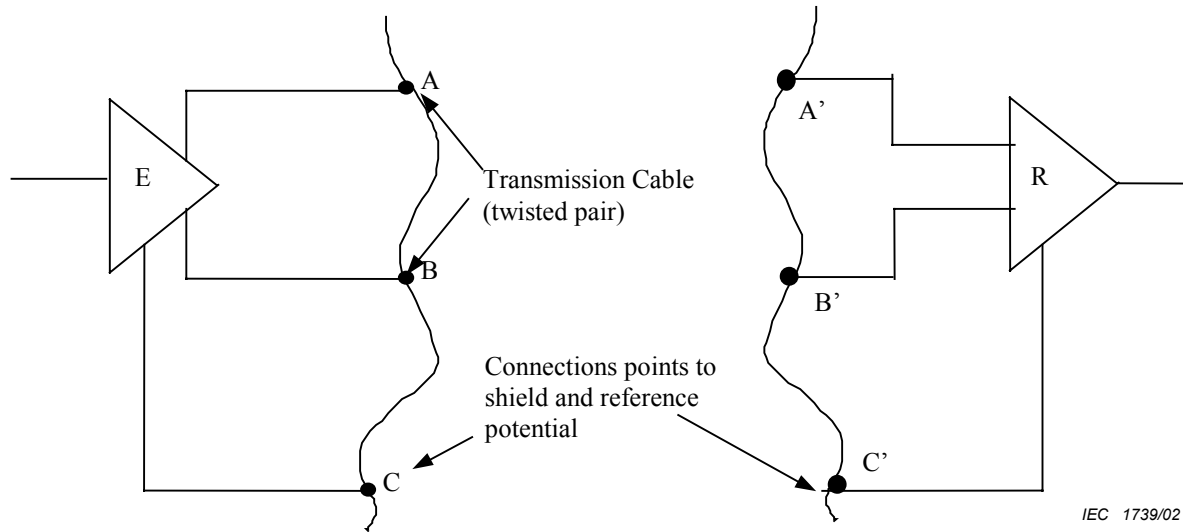 A
A’
E
Transmission Cable
(twisted pair)
R
B
B’
Connections points to
shield and reference
potential
C
C’
IEC 1739/02